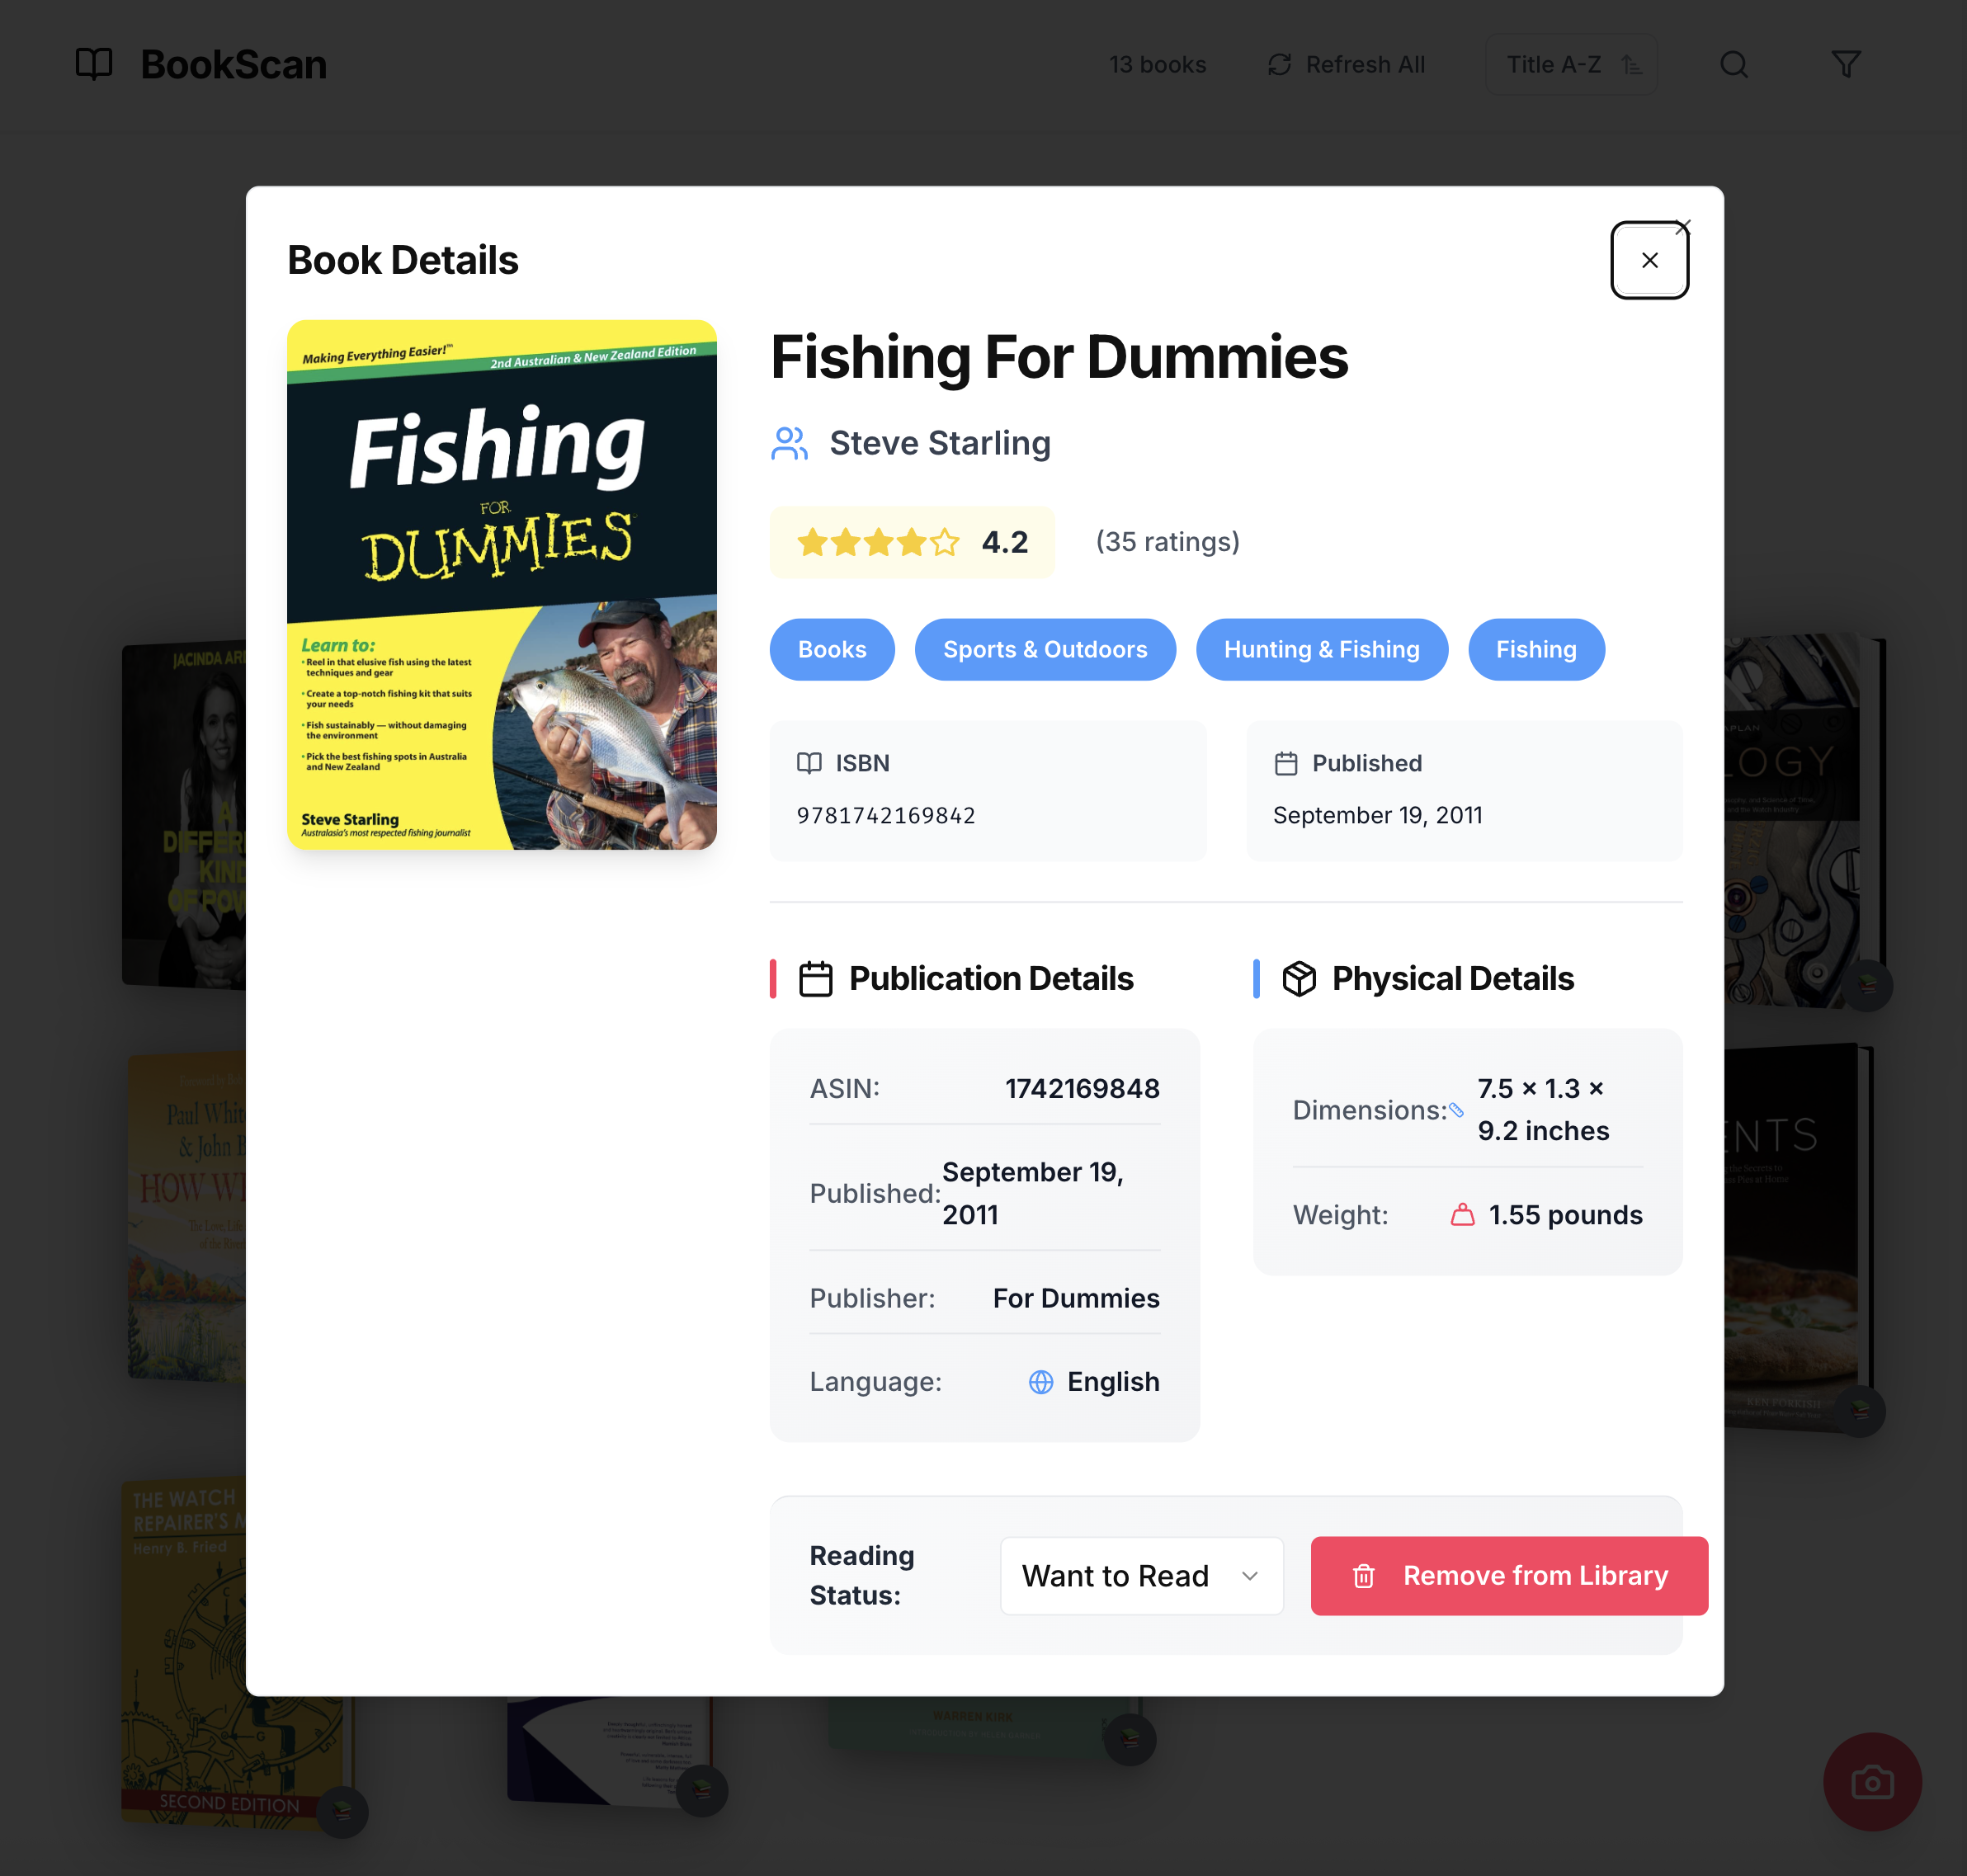 BookScan
13 books
Refresh All
Title A-Z
Book Details
Making Everything Easier!™
2nd Australian & New Zealand Edition
Fishing
FOR
DUMMIES
Learn to:
• Reel in that elusive fish using the latest
techniques and gear
• Create a top-notch fishing kit that suits
your needs
• Fish sustainably — without damaging
the environment
• Pick the best fishing spots in Australia
and New Zealand
Steve Starling
Australasia's most respected fishing journalist
Fishing For Dummies
Steve Starling
4.2
(35 ratings)
Books
Sports & Outdoors
Hunting & Fishing
Fishing
ISBN
9781742169842
Published
September 19, 2011
Publication Details
ASIN:
1742169848
Published:
September 19,
2011
Publisher:
For Dummies
Language:
English
Physical Details
Dimensions:
7.5 × 1.3 ×
9.2 inches
Weight:
1.55 pounds
Reading
Status:
Want to Read
Remove from Library
JACINDA
A
KIN
Paul
& John
HOW
THE WATCH
REPAIRER'S
Henry B. Fried
SECOND EDITION
WARREN KIRK
LOGY
ENTS
KEN FORKISH